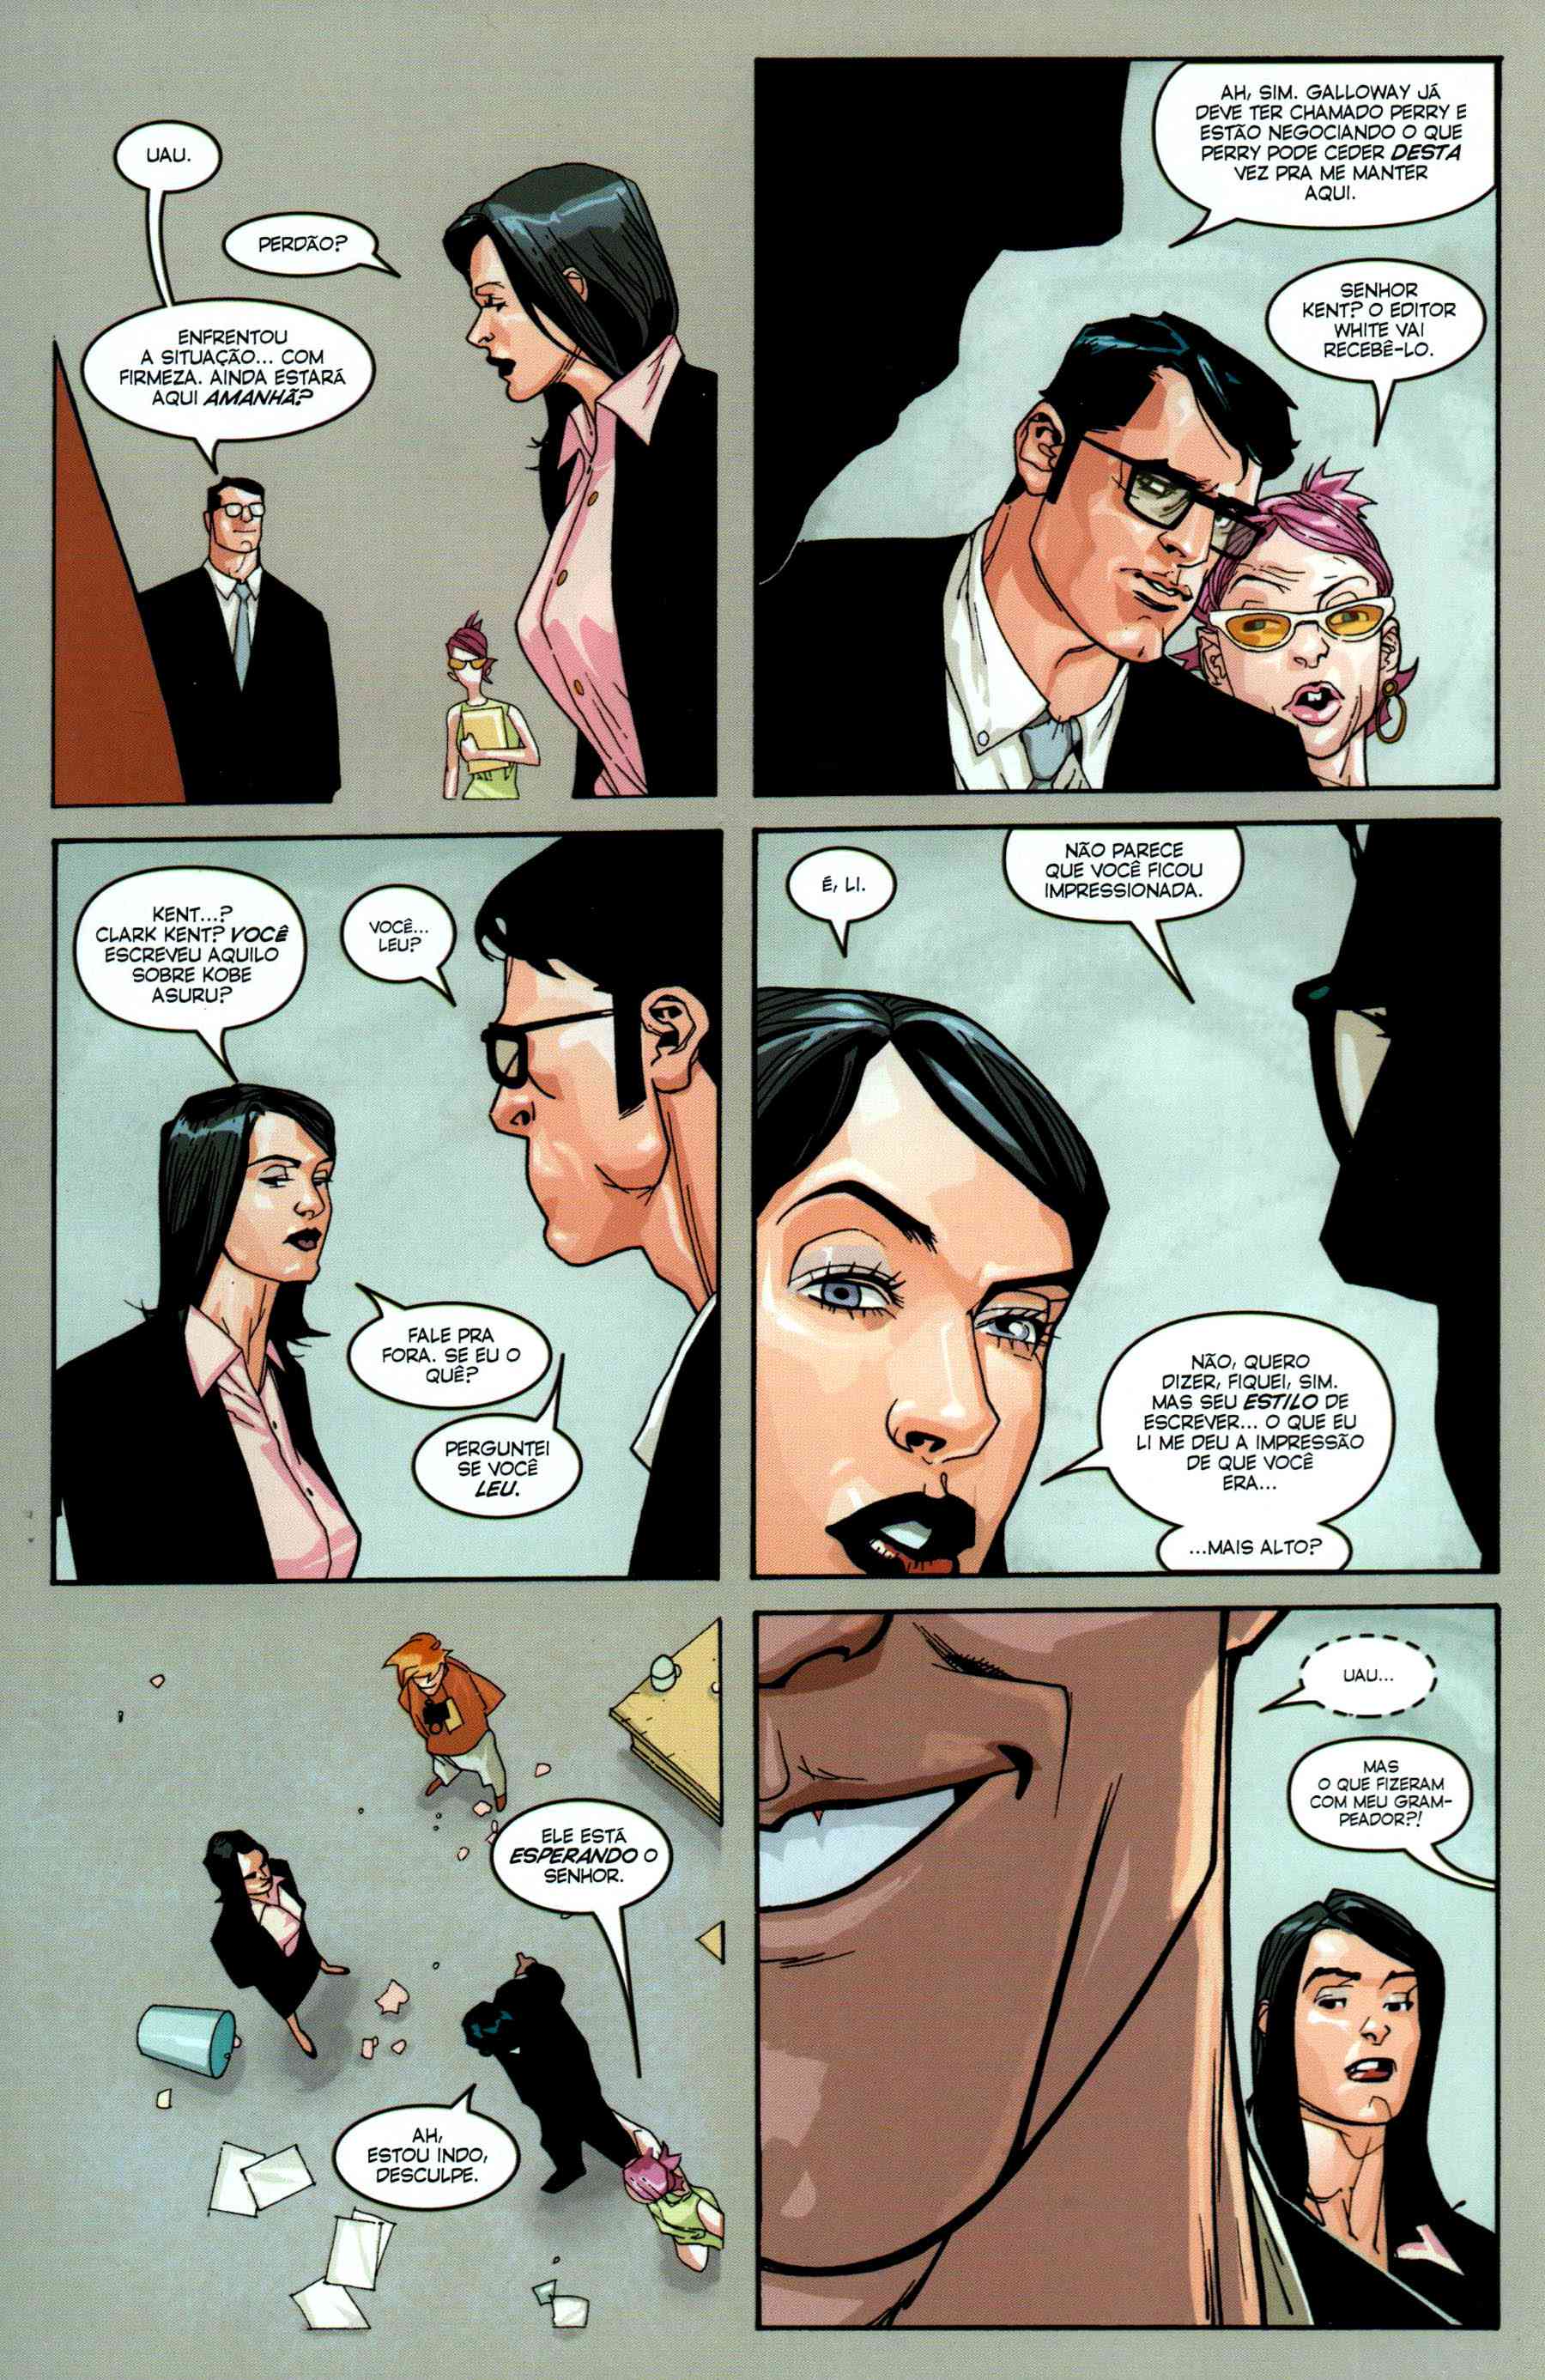 UAU.
PERDÃO?
ENFRENTOU
A SITUAÇÃO... COM
FIRMEZA. AINDA ESTARÁ
AQUI AMANHÃ?
AH, SIM. GALLOWAY JÁ
DEVE TER CHAMADO PERRY E
ESTÃO NEGOCIANDO O QUE
PERRY PODE CEDER DESTA
VEZ PRA ME MANTER
AQUI.
SENHOR
KENT? O EDITOR
WHITE VAI
RECEBÊ-LO.
KENT...?
CLARK KENT? VOCÊ
ESCREVEU AQUILO
SOBRE KOBE
ASURU?
VOCÊ...
LEU?
FALE PRA
FORA. SE EU O
QUÊ?
PERGUNTEI
SE VOCÊ
LEU.
É, LI.
NÃO PARECE
QUE VOCÊ FICOU
IMPRESSIONADA.
NÃO, QUERO
DIZER, FIQUEI, SIM.
MAS SEU ESTILO DE
ESCREVER... O QUE EU
LI ME DEU A IMPRESSÃO
DE QUE VOCÊ
ERA...
...MAIS ALTO?
ELE ESTÁ
ESPERANDO O
SENHOR.
AH,
ESTOU INDO,
DESCULPE.
UAU...
MAS
O QUE FIZERAM
COM MEU GRAM-
PEADOR?!